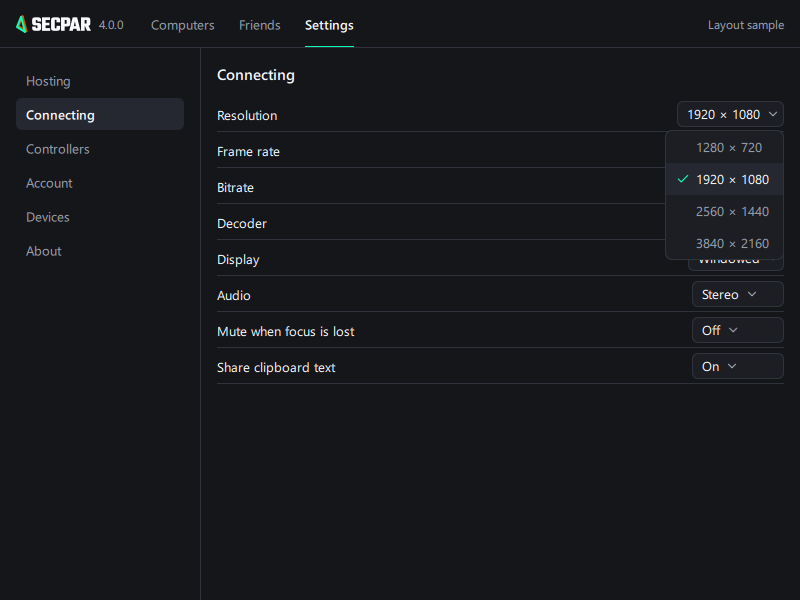 SECPAR 4.0.0 Computers Friends Settings Layout sample
Hosting
Connecting
Controllers
Account
Devices
About
Connecting
Resolution 1920 × 1080
Frame rate
Bitrate
Decoder
Display
Audio Stereo
Mute when focus is lost Off
Share clipboard text On
1280 × 720
1920 × 1080
2560 × 1440
3840 × 2160